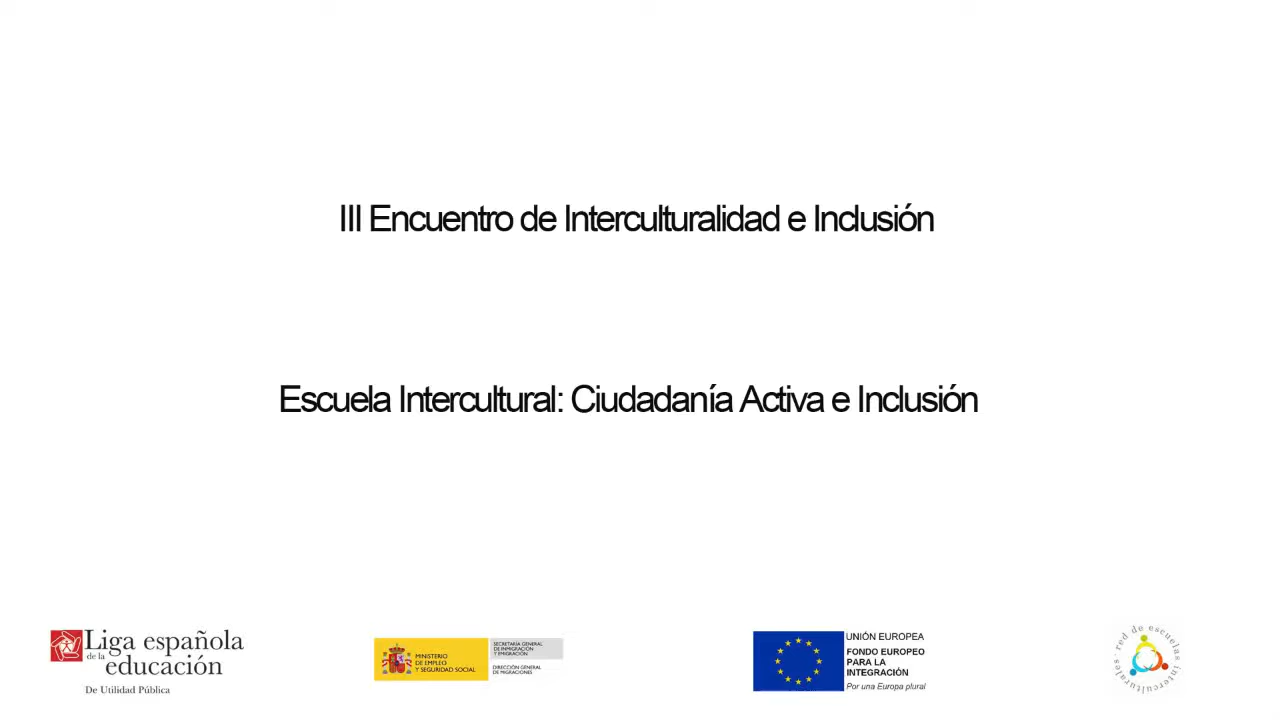 III Encuentro de Interculturalidad e Inclusión
Escuela Intercultural: Ciudadanía Activa e Inclusión
Liga española
de la
educación
De Utilidad Pública
MINISTERIO
DE EMPLEO
Y SEGURIDAD SOCIAL
SECRETARÍA GENERAL
DE INMIGRACIÓN
Y EMIGRACIÓN
DIRECCIÓN GENERAL
DE MIGRACIONES
UNIÓN EUROPEA
FONDO EUROPEO
PARA LA
INTEGRACIÓN
Por una Europa plural
red de escuelas interculturales